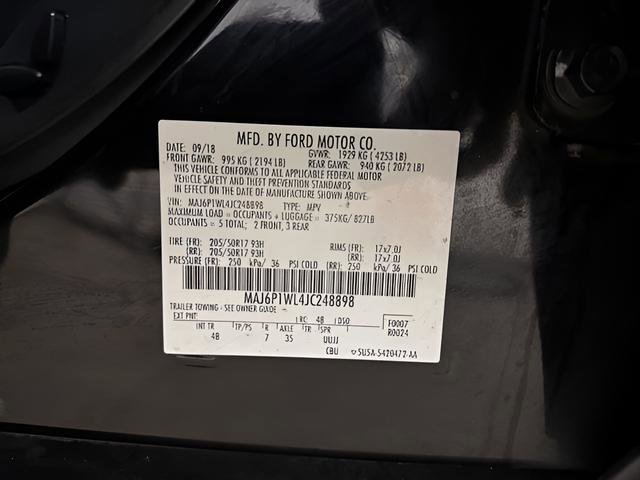 MFD. BY FORD MOTOR CO.
DATE: 09/18 GVWR: 1929 KG ( 4253 LB)
FRONT GAWR: 995 KG ( 2194 LB) REAR GAWR: 940 KG ( 2072 LB)
THIS VEHICLE CONFORMS TO ALL APPLICABLE FEDERAL MOTOR
VEHICLE SAFETY AND THEFT PREVENTION STANDARDS
IN EFFECT ON THE DATE OF MANUFACTURE SHOWN ABOVE.
VIN: MAJ6P1WL4JC248898 TYPE: MPV
MAXIMUM LOAD = OCCUPANTS + LUGGAGE = 375KG/ 827LB
OCCUPANTS = 5 TOTAL; 2 FRONT, 3 REAR
TIRE (FR): 205/50R17 93H RIMS (FR): 17x7.0J
(RR): 205/50R17 93H (RR): 17x7.0J
PRESSURE (FR): 250 kPa/ 36 PSI COLD (RR): 250 kPa/ 36 PSI COLD
MAJ6P1WL4JC248898
TRAILER TOWING - SEE OWNER GUIDE
EXT PNT: RC: 48 DSO F0007
INT TR TP/PS R AXLE TR SPR R0024
4B 7 35 UUJJ
CBU 5U5A-5420472-AA